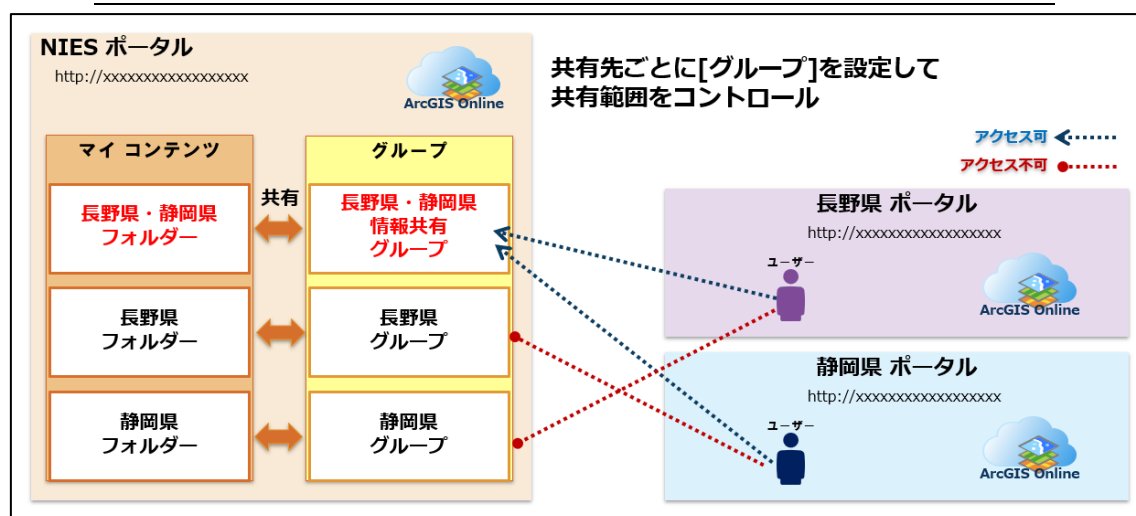 NIES ポータル
http://xxxxxxxxxxxxxxxxxx
ArcGIS Online
共有先ごとに[グループ]を設定して
共有範囲をコントロール
アクセス可
アクセス不可
マイ コンテンツ
グループ
共有
長野県・静岡県
フォルダー
長野県・静岡県
情報共有
グループ
長野県
フォルダー
長野県
グループ
静岡県
フォルダー
静岡県
グループ
長野県 ポータル
http://xxxxxxxxxxxxxxxxxx
ユーザー
ArcGIS Online
静岡県 ポータル
http://xxxxxxxxxxxxxxxxxx
ユーザー
ArcGIS Online